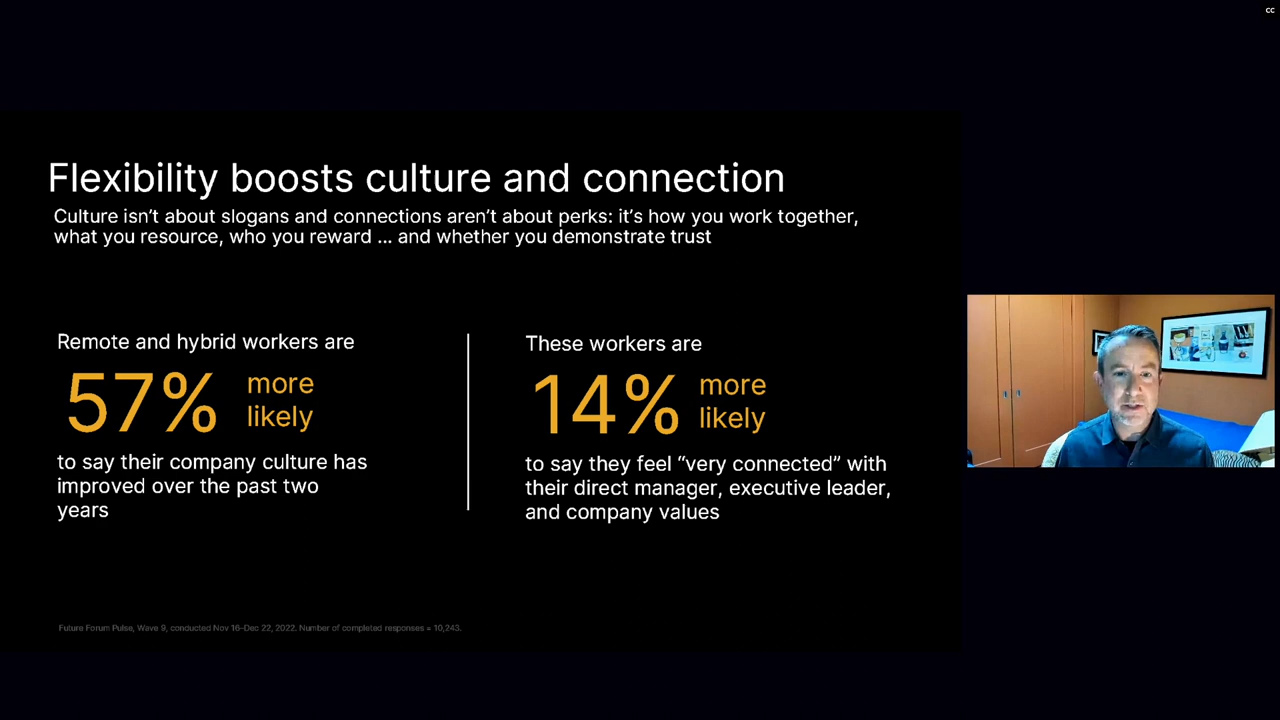 CC
Flexibility boosts culture and connection
Culture isn’t about slogans and connections aren’t about perks: it’s how you work together,
what you resource, who you reward ... and whether you demonstrate trust
Remote and hybrid workers are
57% more
likely
to say their company culture has
improved over the past two
years
These workers are
14% more
likely
to say they feel “very connected” with
their direct manager, executive leader,
and company values
Future Forum Pulse, Wave 9, conducted Nov 16–Dec 22, 2022. Number of completed responses = 10,243.